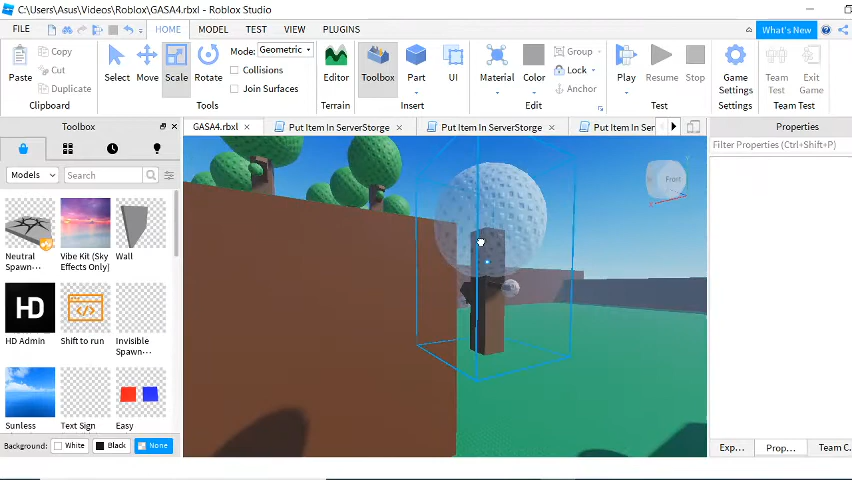 C:\Users\Asus\Videos\Roblox\GASA4.rbxl - Roblox Studio
FILE HOME MODEL TEST VIEW PLUGINS What's New
Paste Copy Cut Duplicate Select Move Scale Rotate Mode: Geometric Collisions Join Surfaces Editor Toolbox Part UI Material Color Group Lock Anchor Play Resume Stop Game Settings Team Test Exit Game
Clipboard Tools Terrain Insert Edit Test Settings Team Test
Toolbox GASA4.rbxl Put Item In ServerStorge Put Item In ServerStorge Put Item In Ser Properties
Filter Properties (Ctrl+Shift+P)
Models Search
Front
Neutral Spawn... Vibe Kit (Sky Effects Only) Wall
HD
HD Admin Shift to run Invisible Spawn...
Sunless Text Sign Easy
Background: White Black None Exp... Prop... Team C...